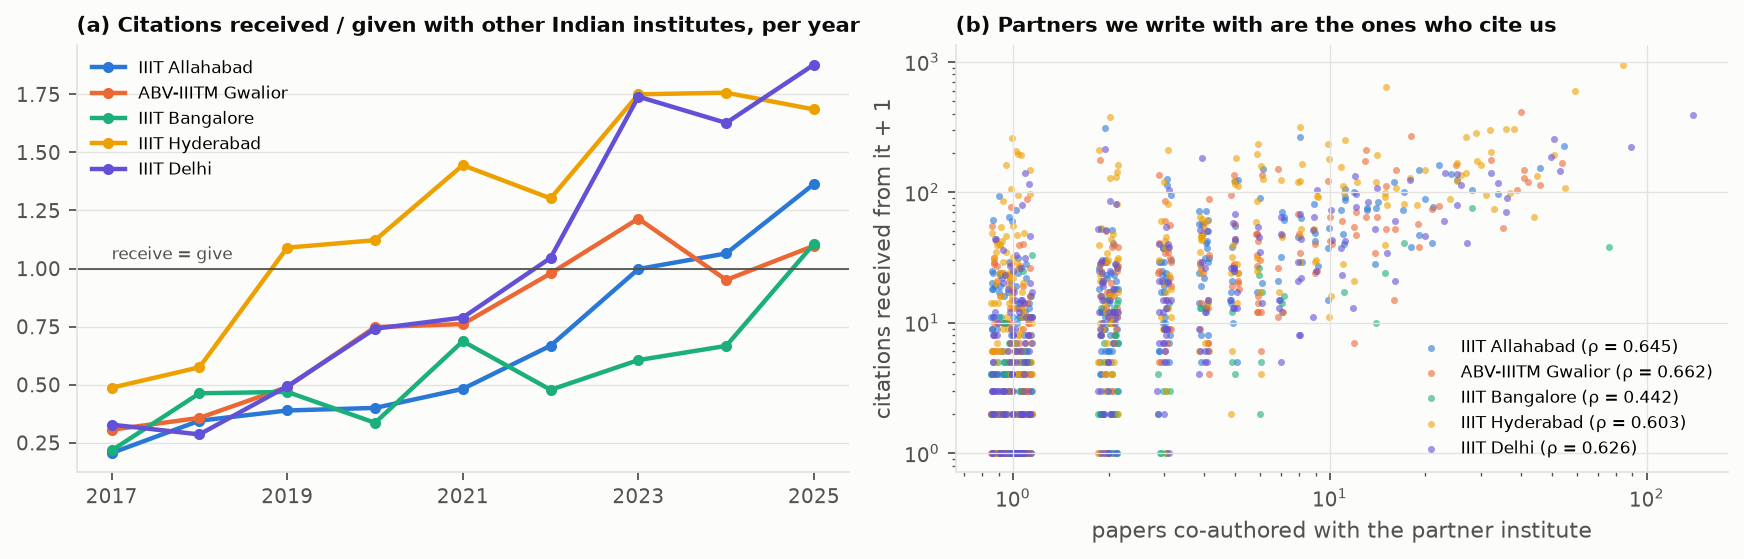 (a) Citations received / given with other Indian institutes, per year
IIIT Allahabad
ABV-IIITM Gwalior
IIIT Bangalore
IIIT Hyderabad
IIIT Delhi
receive = give
1.75
1.50
1.25
1.00
0.75
0.50
0.25
2017 2019 2021 2023 2025
(b) Partners we write with are the ones who cite us
citations received from it + 1
10³
10²
10¹
10⁰
IIIT Allahabad (ρ = 0.645)
ABV-IIITM Gwalior (ρ = 0.662)
IIIT Bangalore (ρ = 0.442)
IIIT Hyderabad (ρ = 0.603)
IIIT Delhi (ρ = 0.626)
10⁰ 10¹ 10²
papers co-authored with the partner institute